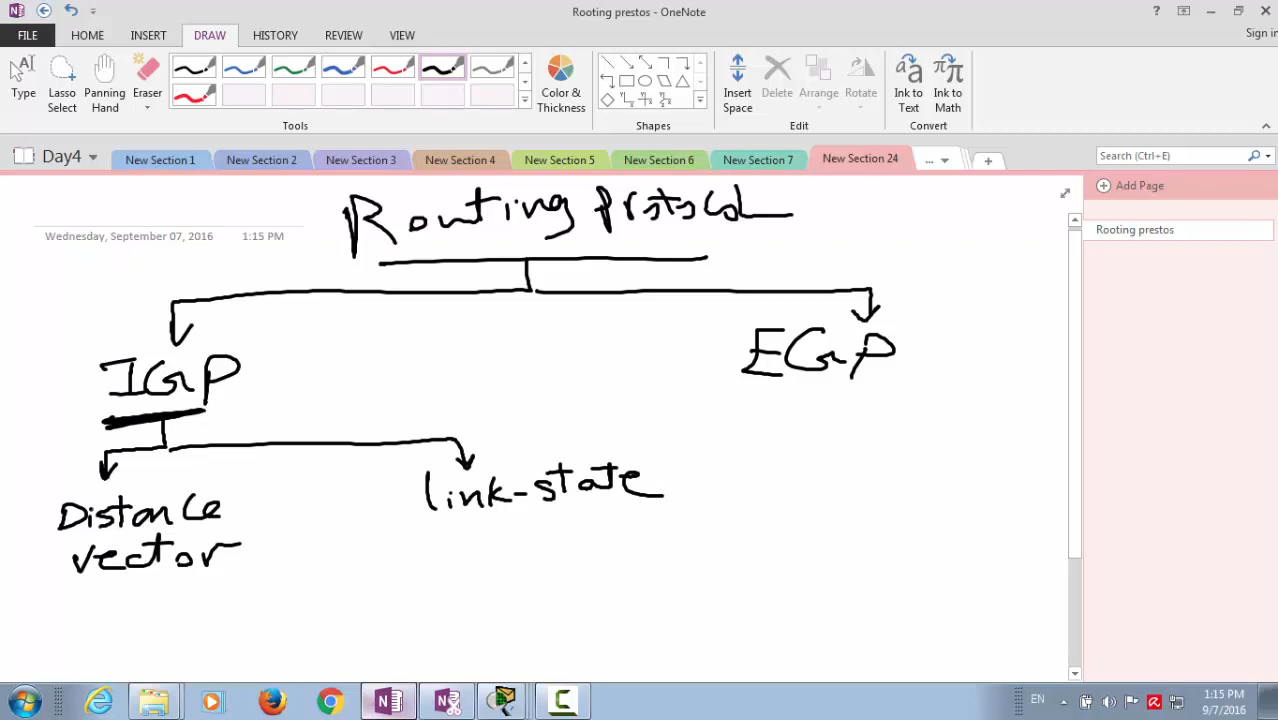 Rooting prestos - OneNote
?
Sign in
FILE
HOME
INSERT
DRAW
HISTORY
REVIEW
VIEW
Type
Lasso
Select
Panning
Hand
Eraser
Color &
Thickness
Insert
Space
Delete
Arrange
Rotate
Ink to
Text
Ink to
Math
Tools
Shapes
Edit
Convert
Day4
New Section 1
New Section 2
New Section 3
New Section 4
New Section 5
New Section 6
New Section 7
New Section 24
...
+
Search (Ctrl+E)
Add Page
Rooting prestos
Wednesday, September 07, 2016
1:15 PM
Routing Protocol
IGP
EGP
Distance
vector
link-state
EN
1:15 PM
9/7/2016